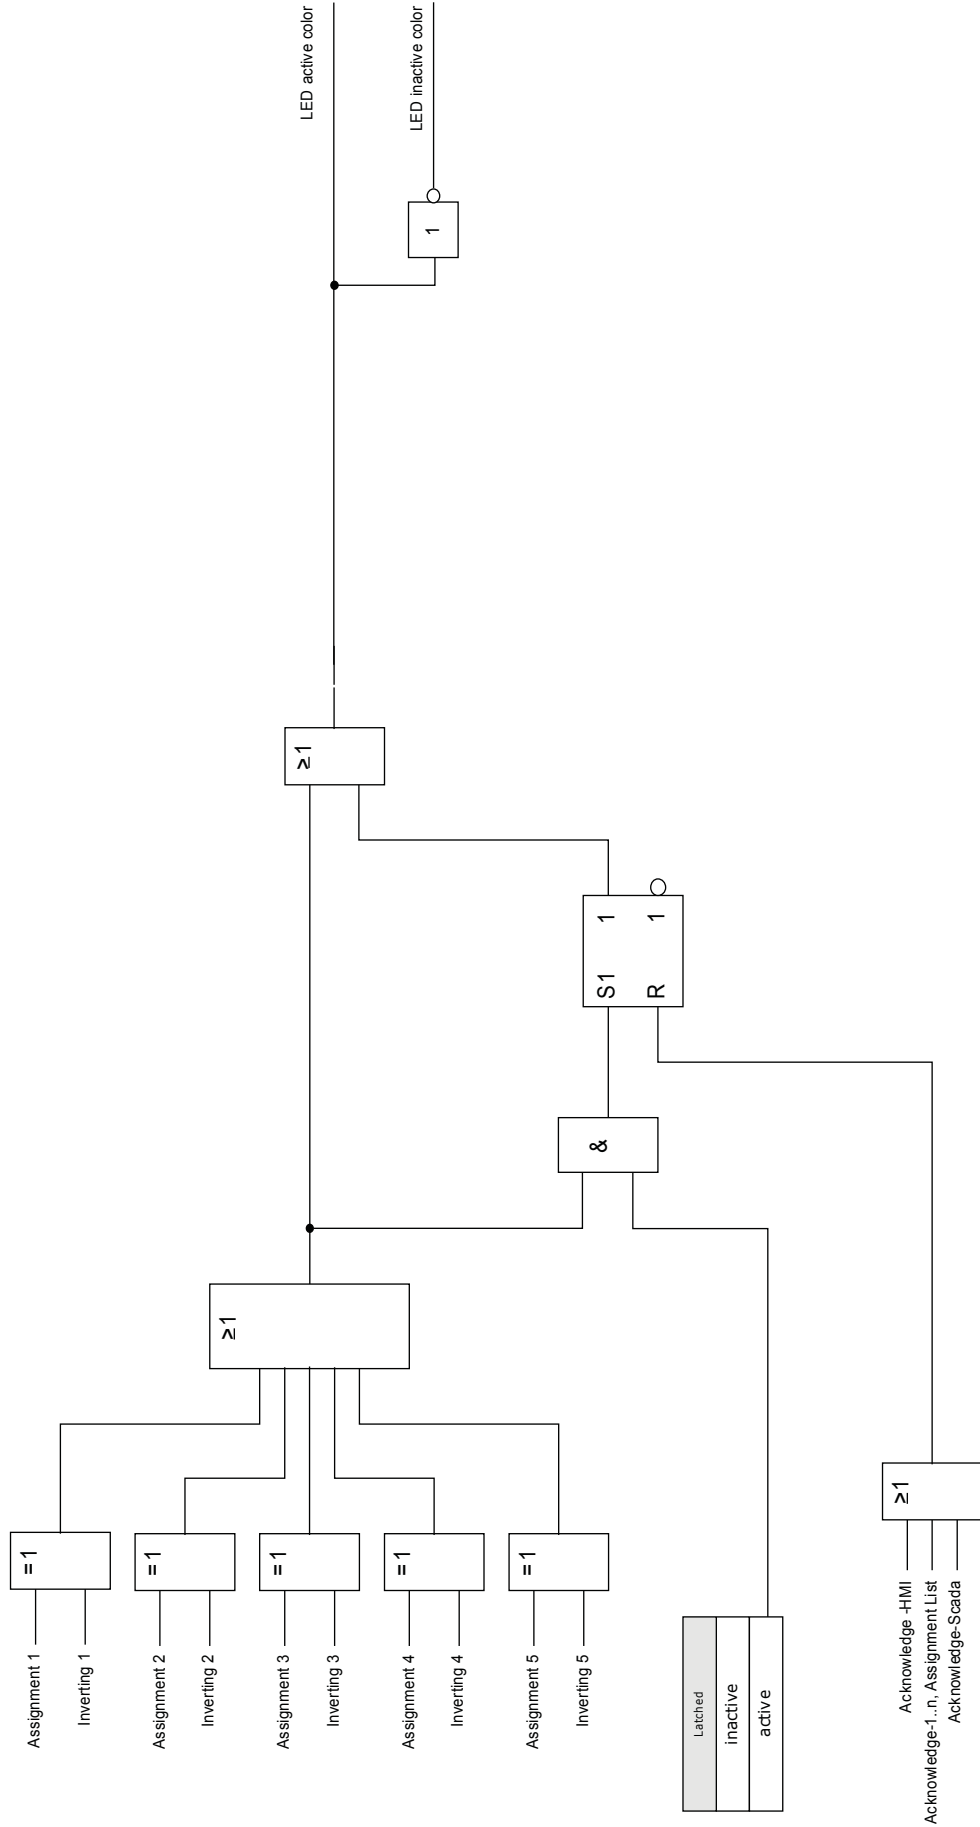 LED active color
LED inactive color
1
≥1
S1 1
R 1
&
≥1
=1
=1
=1
=1
=1
Assignment 1
Inverting 1
Assignment 2
Inverting 2
Assignment 3
Inverting 3
Assignment 4
Inverting 4
Assignment 5
Inverting 5
Latched
inactive
active
≥1
Acknowledge -HMI
Acknowledge-1..n, Assignment List
Acknowledge-Scada